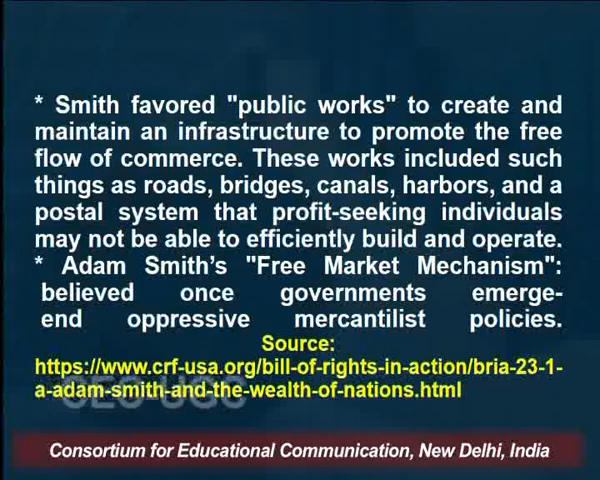 * Smith favored "public works" to create and
maintain an infrastructure to promote the free
flow of commerce. These works included such
things as roads, bridges, canals, harbors, and a
postal system that profit-seeking individuals
may not be able to efficiently build and operate.
* Adam Smith’s "Free Market Mechanism":
believed once governments emerge-
end oppressive mercantilist policies.
Source:
https://www.crf-usa.org/bill-of-rights-in-action/bria-23-1-
a-adam-smith-and-the-wealth-of-nations.html
CEC-UGC
Consortium for Educational Communication, New Delhi, India